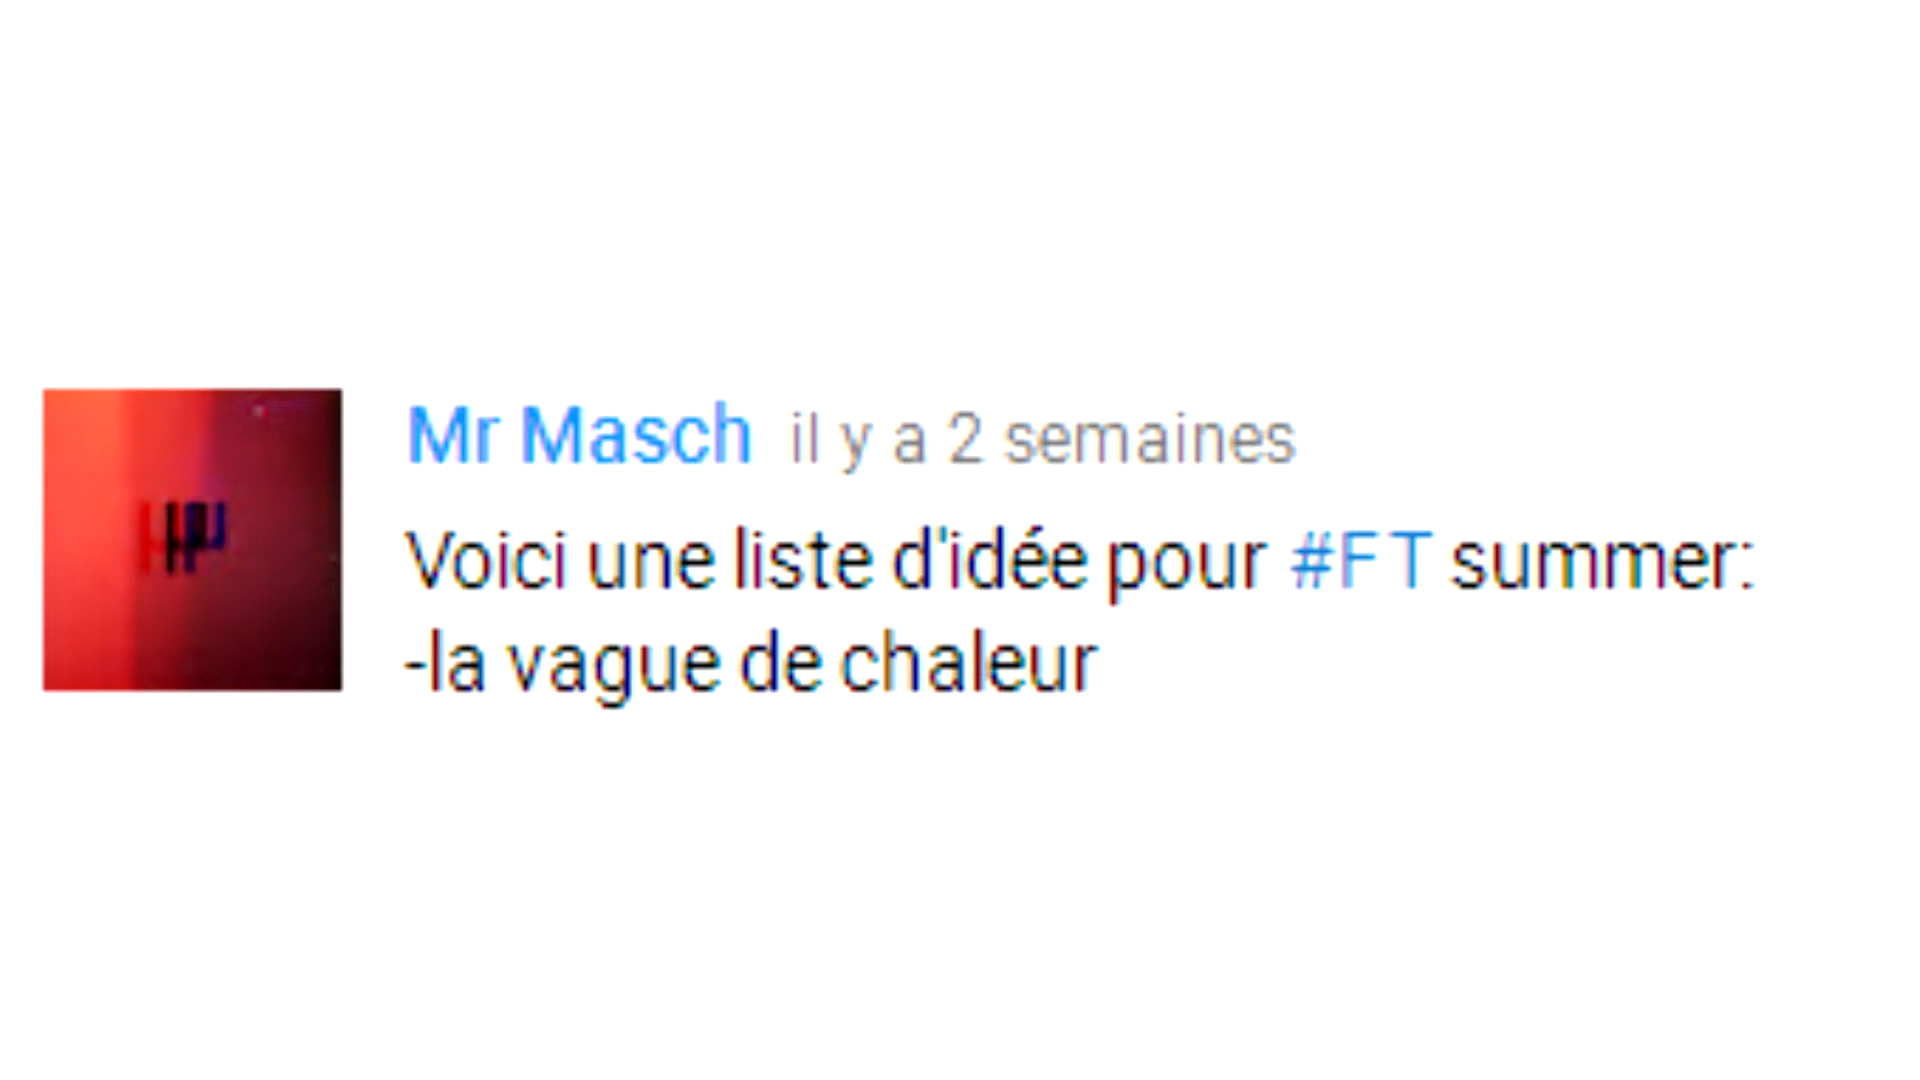 Mr Masch il y a 2 semaines
Voici une liste d'idée pour #FT summer:
-la vague de chaleur